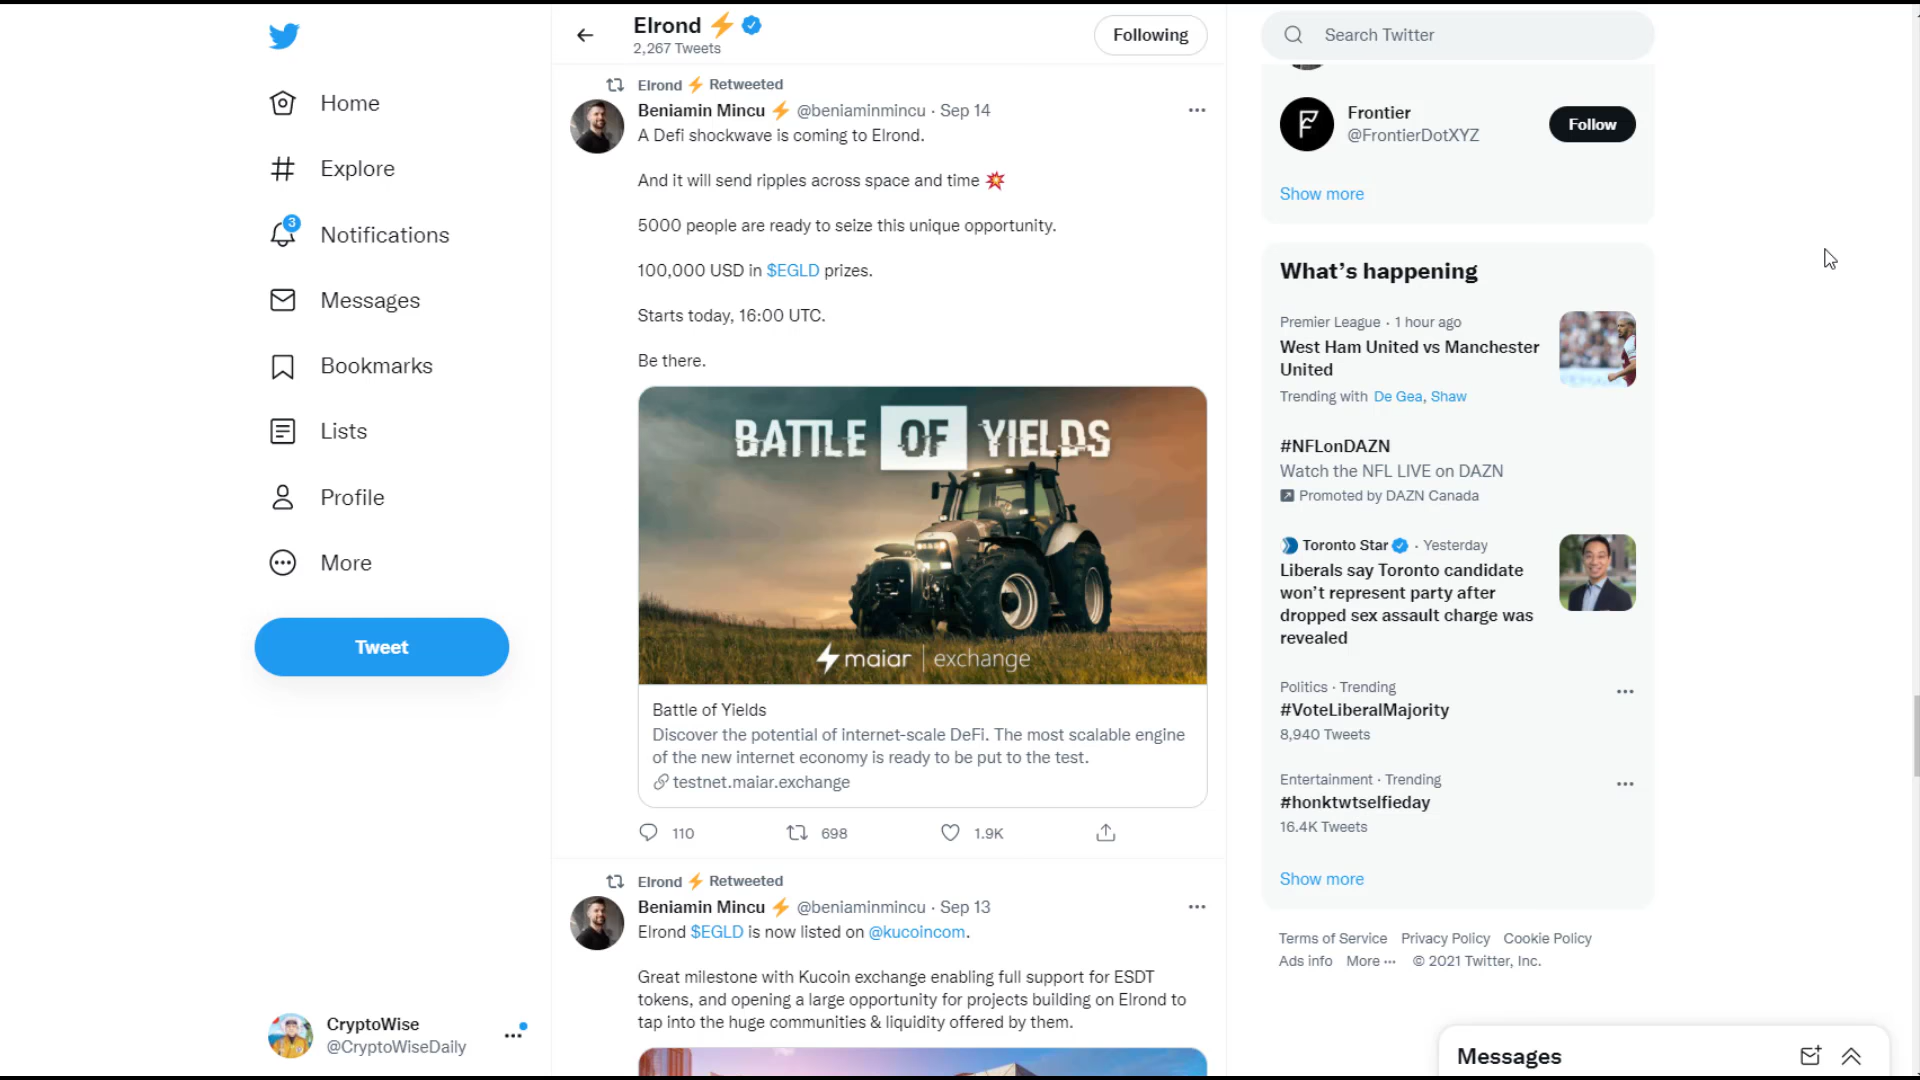 Home
Explore
3
Notifications
Messages
Bookmarks
Lists
Profile
More
Tweet
CryptoWise
@CryptoWiseDaily
Elrond ⚡
2,267 Tweets
Following
Elrond ⚡ Retweeted
Beniamin Mincu ⚡ @beniaminmincu · Sep 14
A Defi shockwave is coming to Elrond.
And it will send ripples across space and time 💥
5000 people are ready to seize this unique opportunity.
100,000 USD in $EGLD prizes.
Starts today, 16:00 UTC.
Be there.
BATTLE OF YIELDS
maiar | exchange
Battle of Yields
Discover the potential of internet-scale DeFi. The most scalable engine
of the new internet economy is ready to be put to the test.
testnet.maiar.exchange
110 698 1.9K
Elrond ⚡ Retweeted
Beniamin Mincu ⚡ @beniaminmincu · Sep 13
Elrond $EGLD is now listed on @kucoincom.
Great milestone with Kucoin exchange enabling full support for ESDT
tokens, and opening a large opportunity for projects building on Elrond to
tap into the huge communities & liquidity offered by them.
Search Twitter
Frontier
@FrontierDotXYZ
Follow
Show more
What's happening
Premier League · 1 hour ago
West Ham United vs Manchester
United
Trending with De Gea, Shaw
#NFLonDAZN
Watch the NFL LIVE on DAZN
Promoted by DAZN Canada
Toronto Star · Yesterday
Liberals say Toronto candidate
won't represent party after
dropped sex assault charge was
revealed
Politics · Trending
#VoteLiberalMajority
8,940 Tweets
Entertainment · Trending
#honktwtselfieday
16.4K Tweets
Show more
Terms of Service Privacy Policy Cookie Policy
Ads info More ··· © 2021 Twitter, Inc.
Messages